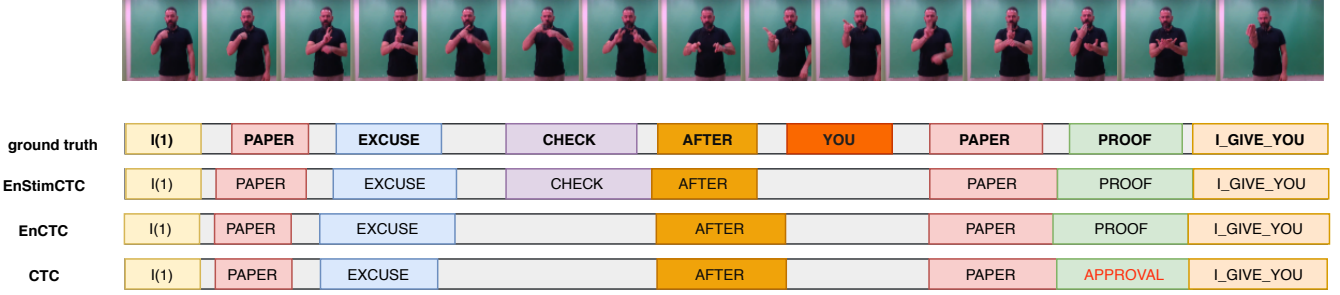 ground truth I(1) PAPER EXCUSE CHECK AFTER YOU PAPER PROOF I_GIVE_YOU
EnStimCTC I(1) PAPER EXCUSE CHECK AFTER PAPER PROOF I_GIVE_YOU
EnCTC I(1) PAPER EXCUSE AFTER PAPER PROOF I_GIVE_YOU
CTC I(1) PAPER EXCUSE AFTER PAPER APPROVAL I_GIVE_YOU